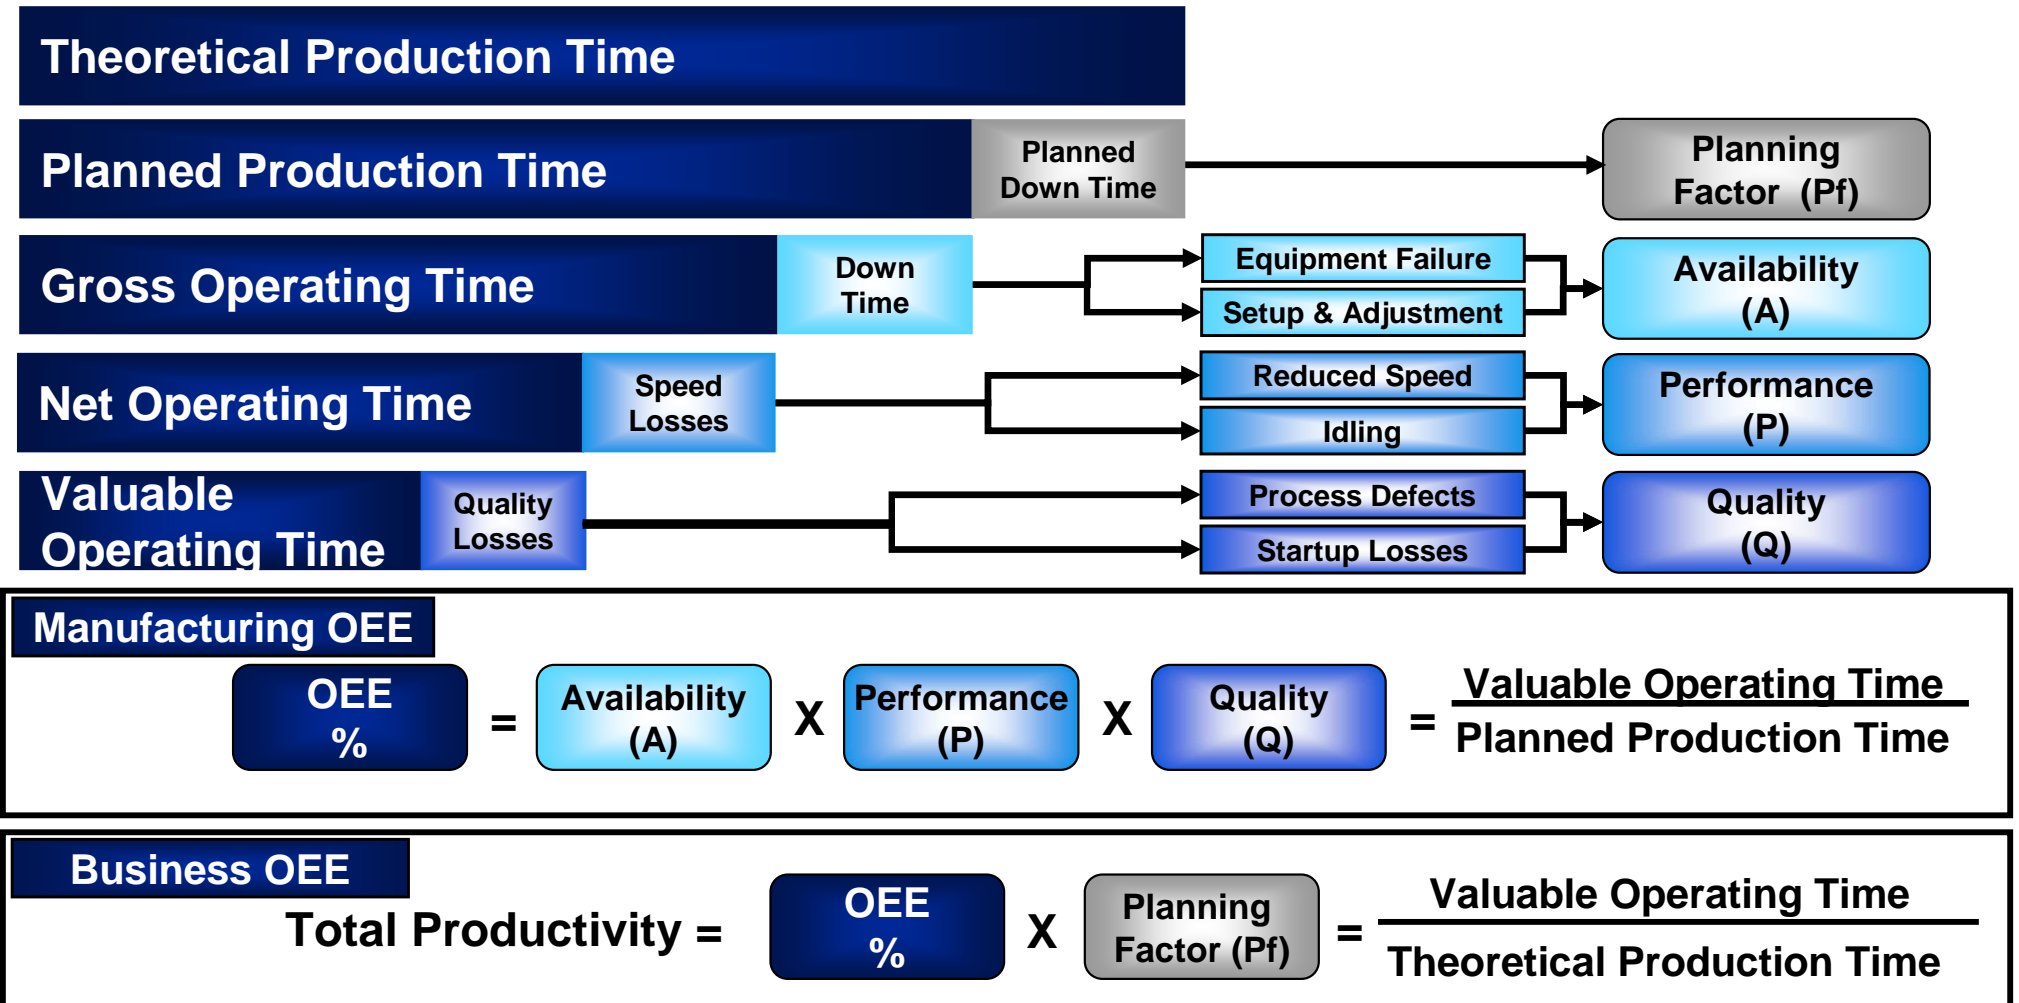 Theoretical Production Time
Planned Production Time
Planned
Down Time
Planning
Factor (Pf)
Gross Operating Time
Down
Time
Equipment Failure
Setup & Adjustment
Availability
(A)
Net Operating Time
Speed
Losses
Reduced Speed
Idling
Performance
(P)
Valuable
Operating Time
Quality
Losses
Process Defects
Startup Losses
Quality
(Q)
Manufacturing OEE
OEE
%
=
Availability
(A)
X
Performance
(P)
X
Quality
(Q)
=
Valuable Operating Time
Planned Production Time
Business OEE
Total Productivity =
OEE
%
X
Planning
Factor (Pf)
=
Valuable Operating Time
Theoretical Production Time